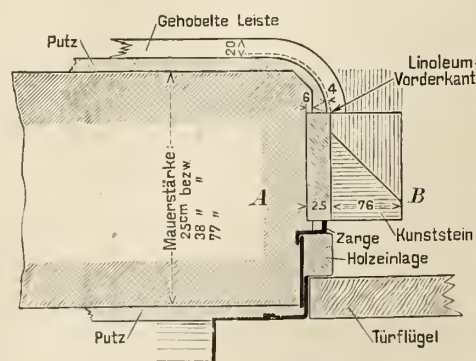 Gehobelte Leiste
Putz
20
Linoleum-
Vorderkant
6
4
Mauerstärke:
25cm bezw.
38 " "
77 " "
A
25
76
B
Kunststein
Zarge
Holzeinlage
Putz
Türflügel